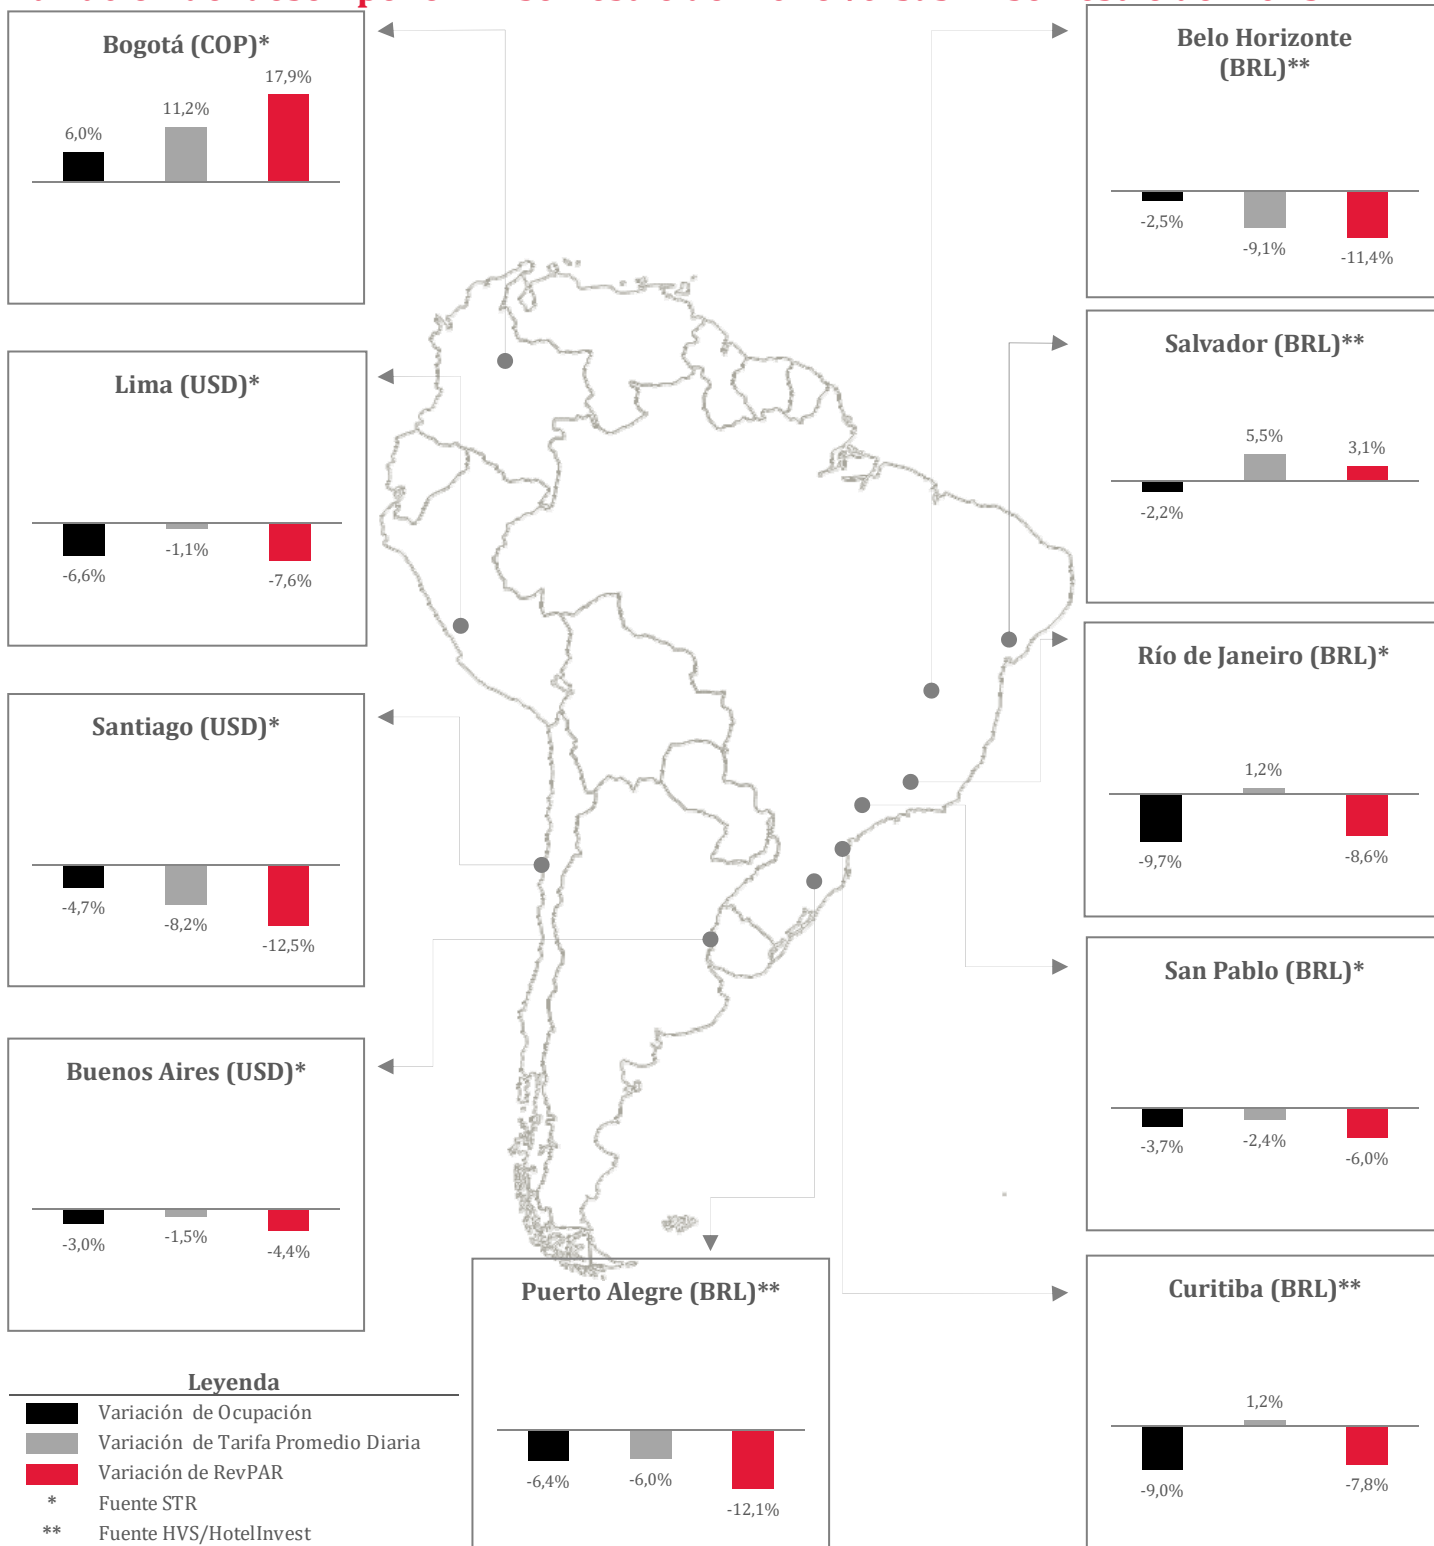 Bogotá (COP)*
17,9%
11,2%
6,0%
Lima (USD)*
-1,1%
-6,6%
-7,6%
Santiago (USD)*
-4,7%
-8,2%
-12,5%
Buenos Aires (USD)*
-3,0%
-1,5%
-4,4%
Leyenda
Variación de Ocupación
Variación de Tarifa Promedio Diaria
Variación de RevPAR
* Fuente STR
** Fuente HVS/HotelInvest
Puerto Alegre (BRL)**
-6,4%
-6,0%
-12,1%
Belo Horizonte
(BRL)**
-2,5%
-9,1%
-11,4%
Salvador (BRL)**
5,5%
3,1%
-2,2%
Río de Janeiro (BRL)*
1,2%
-9,7%
-8,6%
San Pablo (BRL)*
-3,7%
-2,4%
-6,0%
Curitiba (BRL)**
1,2%
-9,0%
-7,8%